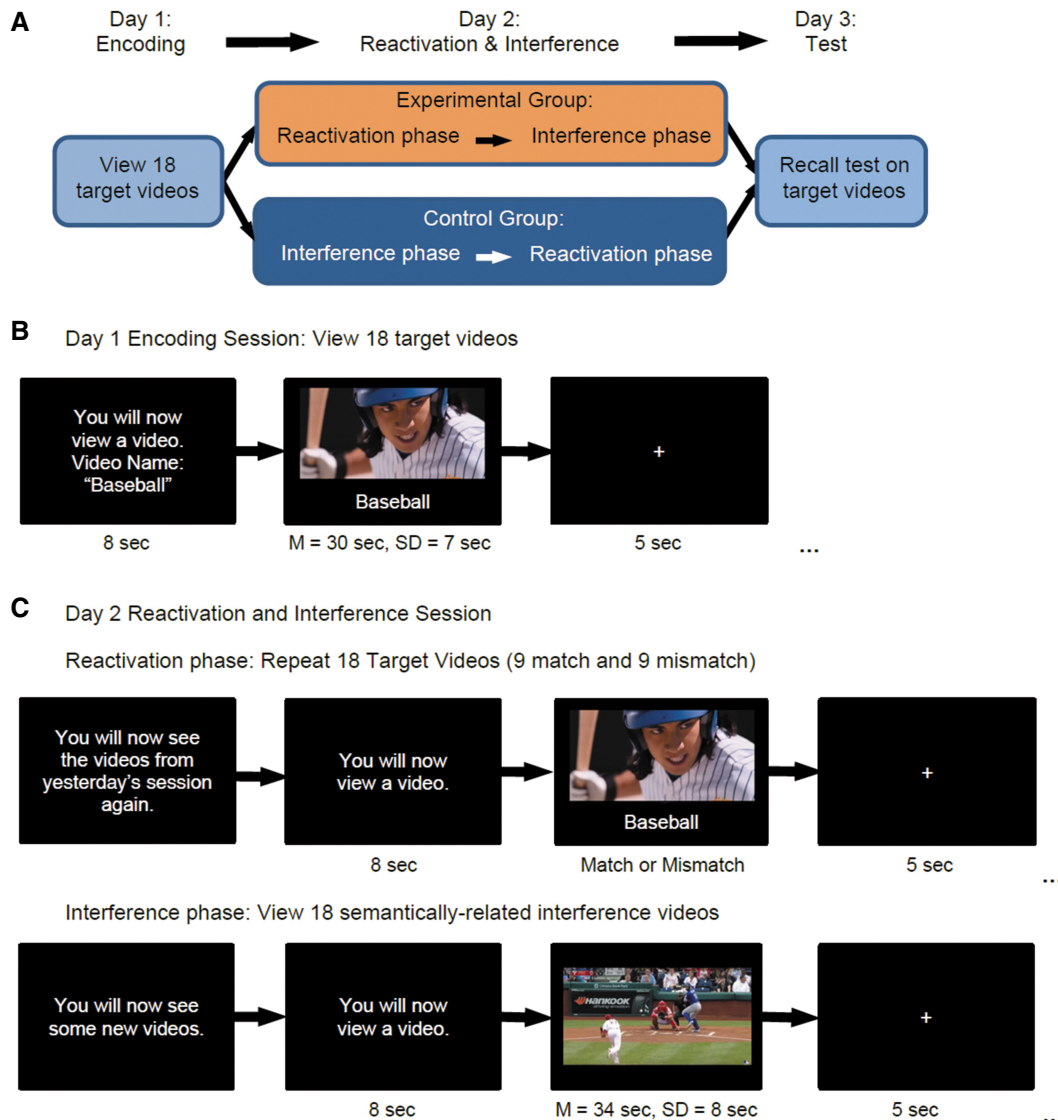 A
Day 1:
Encoding
Day 2:
Reactivation & Interference
Day 3:
Test
Experimental Group:
Reactivation phase
Interference phase
View 18
target videos
Recall test on
target videos
Control Group:
Interference phase
Reactivation phase
B
Day 1 Encoding Session: View 18 target videos
You will now
view a video.
Video Name:
“Baseball”
Baseball
+
8 sec
M = 30 sec, SD = 7 sec
5 sec
...
C
Day 2 Reactivation and Interference Session
Reactivation phase: Repeat 18 Target Videos (9 match and 9 mismatch)
You will now see
the videos from
yesterday’s session
again.
You will now
view a video.
Baseball
+
8 sec
Match or Mismatch
5 sec
...
Interference phase: View 18 semantically-related interference videos
You will now see
some new videos.
You will now
view a video.
HANKOOK
+
8 sec
M = 34 sec, SD = 8 sec
5 sec
...